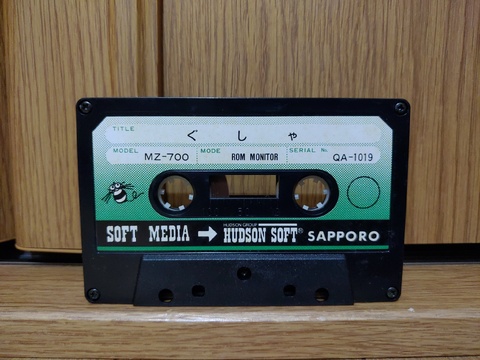 TITLE ぐしゃ
MODEL MZ-700 MODE ROM MONITOR SERIAL No. QA-1019
HUDSON GROUP
SOFT MEDIA → HUDSON SOFT® SAPPORO